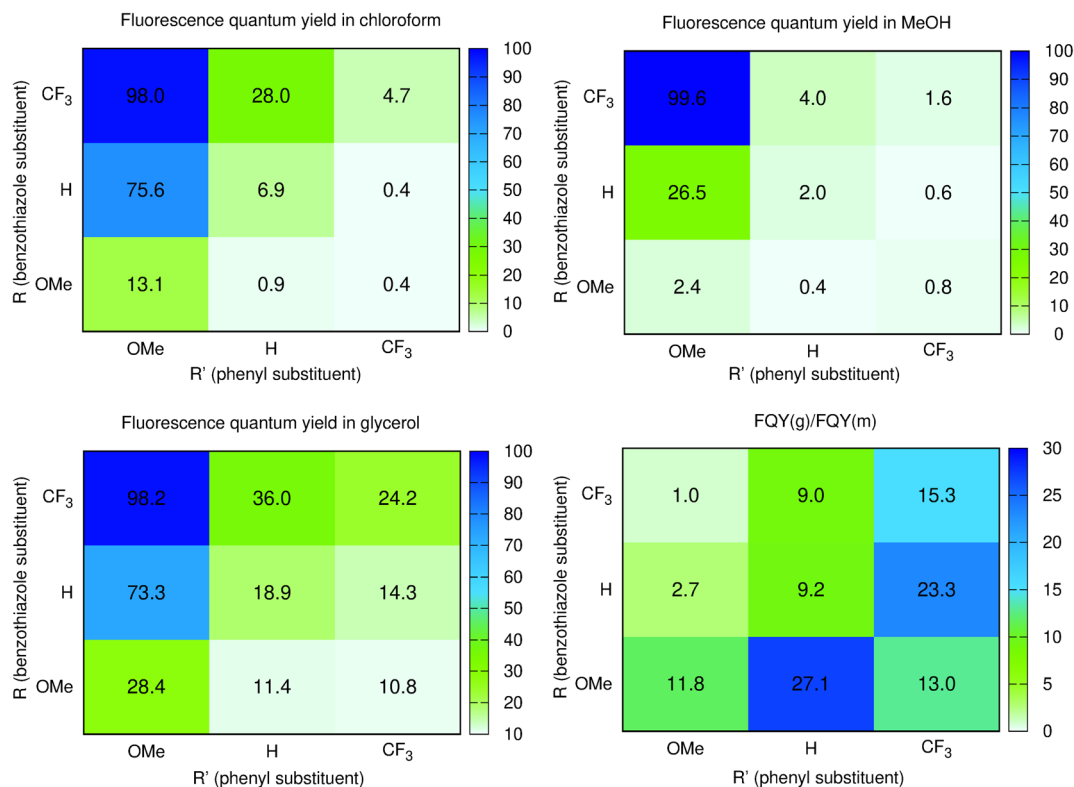 Fluorescence quantum yield in chloroform
R (benzothiazole substituent)
CF3 98.0 28.0 4.7
H 75.6 6.9 0.4
OMe 13.1 0.9 0.4
OMe H CF3
R' (phenyl substituent)
100
90
80
70
60
50
40
30
20
10
0
Fluorescence quantum yield in MeOH
R (benzothiazole substituent)
CF3 99.6 4.0 1.6
H 26.5 2.0 0.6
OMe 2.4 0.4 0.8
OMe H CF3
R' (phenyl substituent)
100
90
80
70
60
50
40
30
20
10
0
Fluorescence quantum yield in glycerol
R (benzothiazole substituent)
CF3 98.2 36.0 24.2
H 73.3 18.9 14.3
OMe 28.4 11.4 10.8
OMe H CF3
R' (phenyl substituent)
100
90
80
70
60
50
40
30
20
10
FQY(g)/FQY(m)
R (benzothiazole substituent)
CF3 1.0 9.0 15.3
H 2.7 9.2 23.3
OMe 11.8 27.1 13.0
OMe H CF3
R' (phenyl substituent)
30
25
20
15
10
5
0